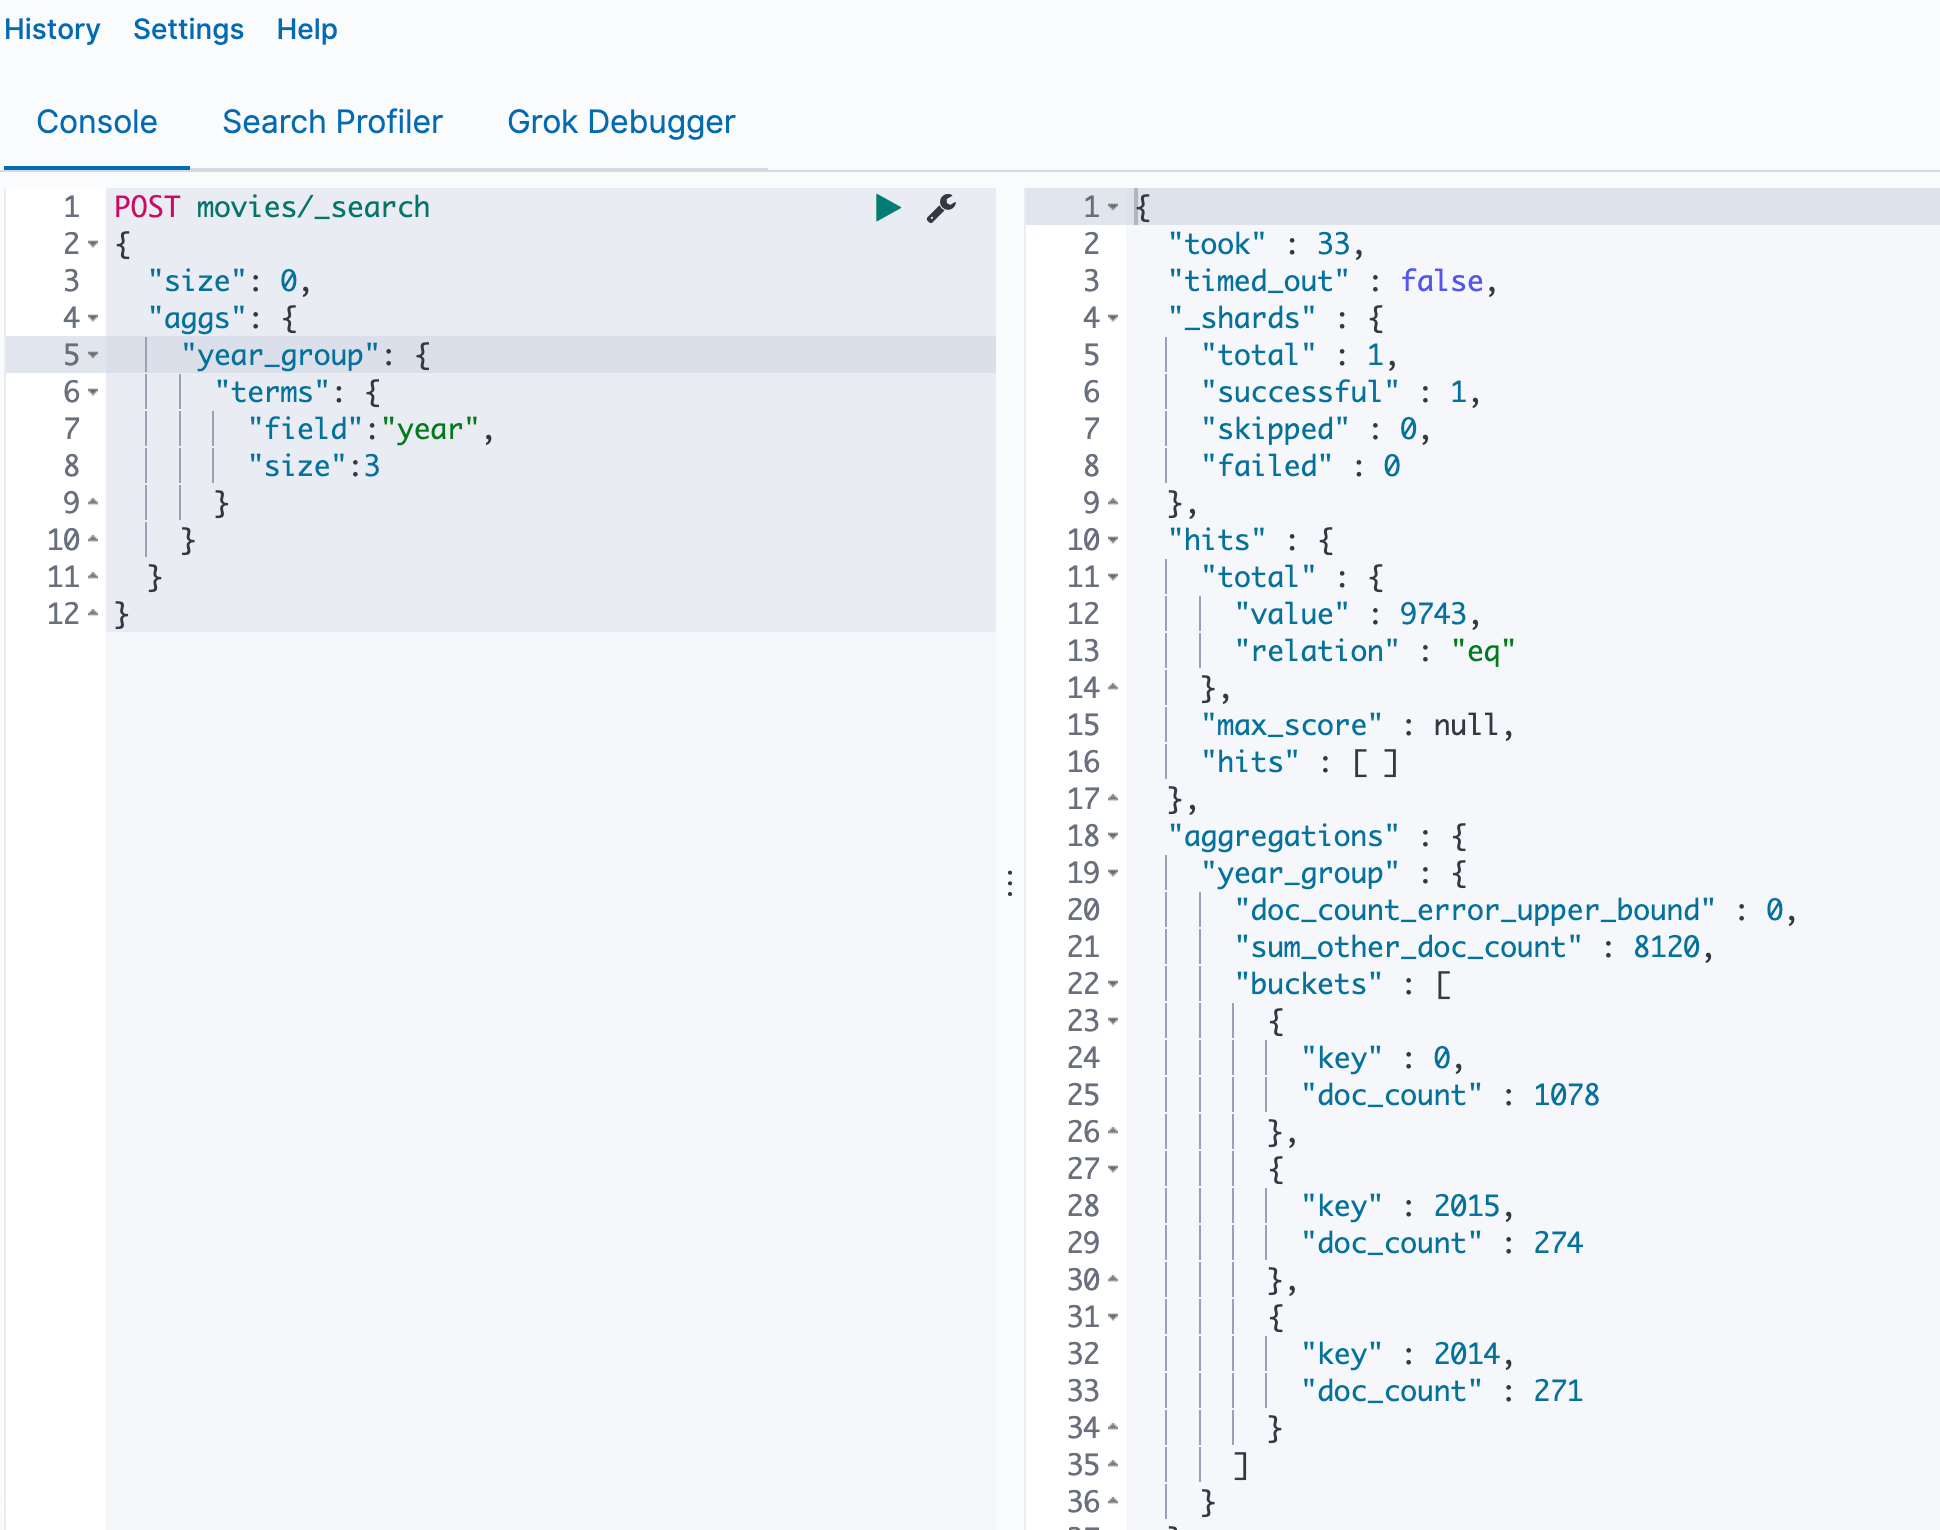 History Settings Help
Console Search Profiler Grok Debugger
1 POST movies/_search
2 {
3 "size": 0,
4 "aggs": {
5 "year_group": {
6 "terms": {
7 "field":"year",
8 "size":3
9 }
10 }
11 }
12 }
1 {
2 "took" : 33,
3 "timed_out" : false,
4 "_shards" : {
5 "total" : 1,
6 "successful" : 1,
7 "skipped" : 0,
8 "failed" : 0
9 },
10 "hits" : {
11 "total" : {
12 "value" : 9743,
13 "relation" : "eq"
14 },
15 "max_score" : null,
16 "hits" : [ ]
17 },
18 "aggregations" : {
19 "year_group" : {
20 "doc_count_error_upper_bound" : 0,
21 "sum_other_doc_count" : 8120,
22 "buckets" : [
23 {
24 "key" : 0,
25 "doc_count" : 1078
26 },
27 {
28 "key" : 2015,
29 "doc_count" : 274
30 },
31 {
32 "key" : 2014,
33 "doc_count" : 271
34 }
35 ]
36 }